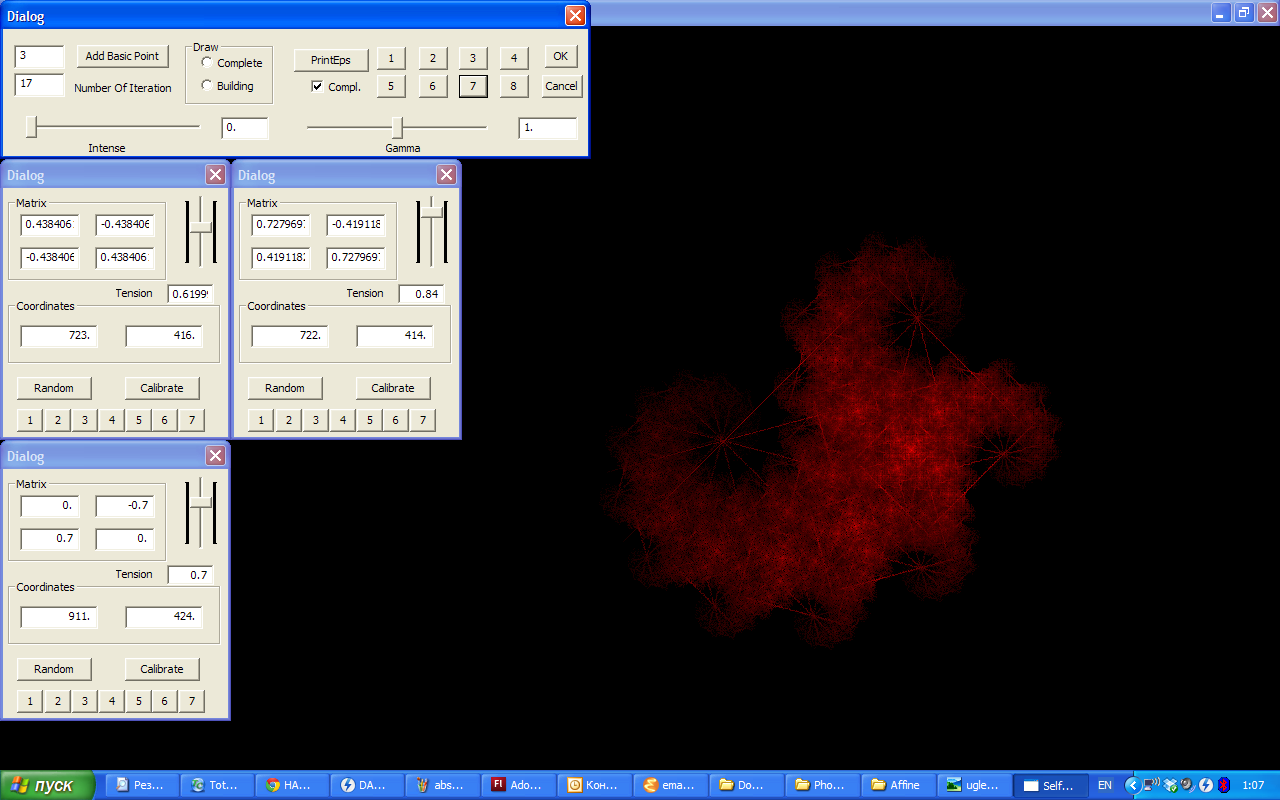 Dialog
3 Add Basic Point Draw Complete PrintEps 1 2 3 4 OK
17 Number Of Iteration Building Compl. 5 6 7 8 Cancel
0. 1.
Intense Gamma
Dialog Dialog
Matrix Matrix
0.438406 -0.438406 0.727969 -0.419118
-0.438406 0.438406 0.419118 0.727969
Tension 0.6199 Tension 0.84
Coordinates Coordinates
723. 416. 722. 414.
Random Calibrate Random Calibrate
1 2 3 4 5 6 7 1 2 3 4 5 6 7
Dialog
Matrix
0. -0.7
0.7 0.
Tension 0.7
Coordinates
911. 424.
Random Calibrate
1 2 3 4 5 6 7
пуск Рез... Tot... HA... DA... abs... Ado... Кон... ema... Do... Pho... Affine ugle... Self... EN 1:07